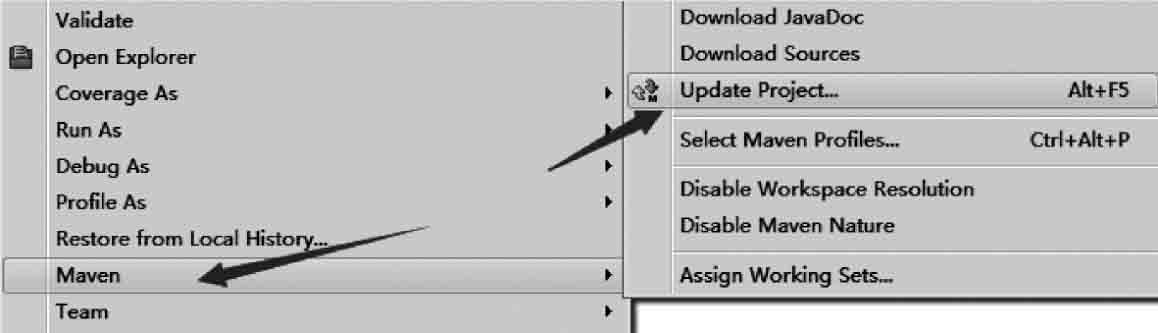 Validate
Open Explorer
Coverage As
Run As
Debug As
Profile As
Restore from Local History...
Maven
Team
Download JavaDoc
Download Sources
Update Project... Alt+F5
Select Maven Profiles... Ctrl+Alt+P
Disable Workspace Resolution
Disable Maven Nature
Assign Working Sets...